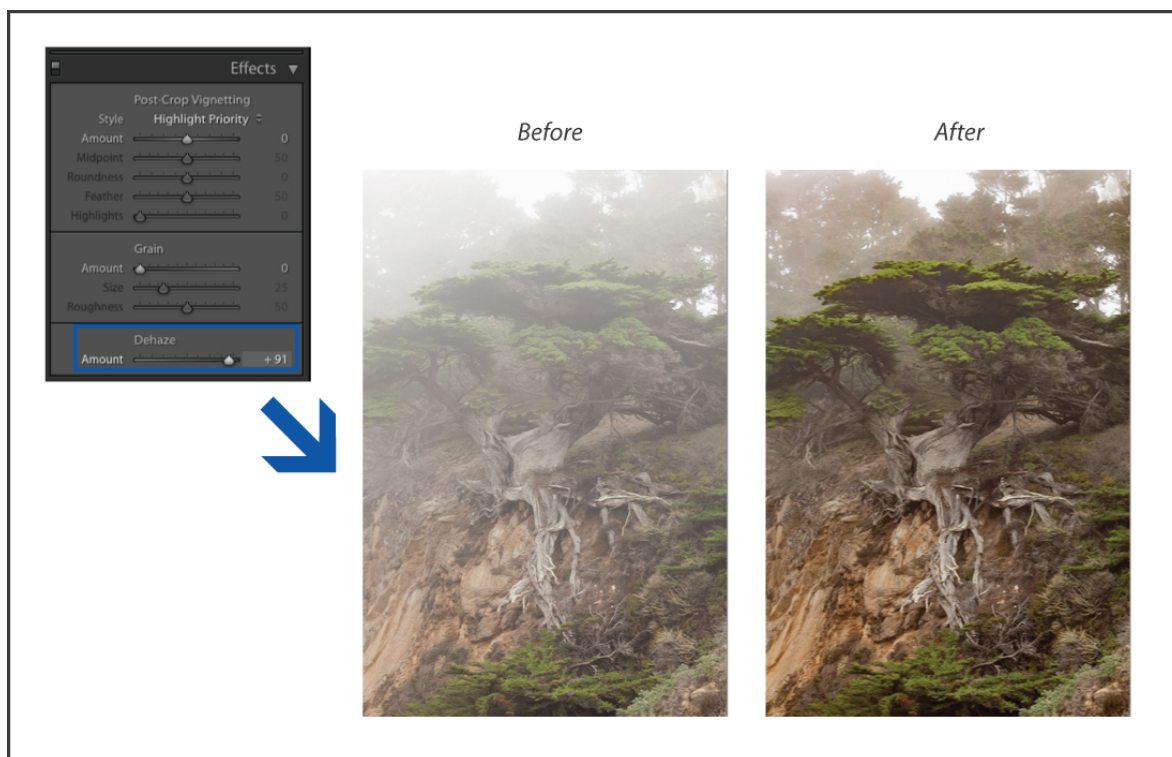 Effects
Post-Crop Vignetting
Style Highlight Priority
Amount 0
Midpoint 50
Roundness 0
Feather 50
Highlights 0
Grain
Amount 0
Size 25
Roughness 50
Dehaze
Amount + 91
Before
After